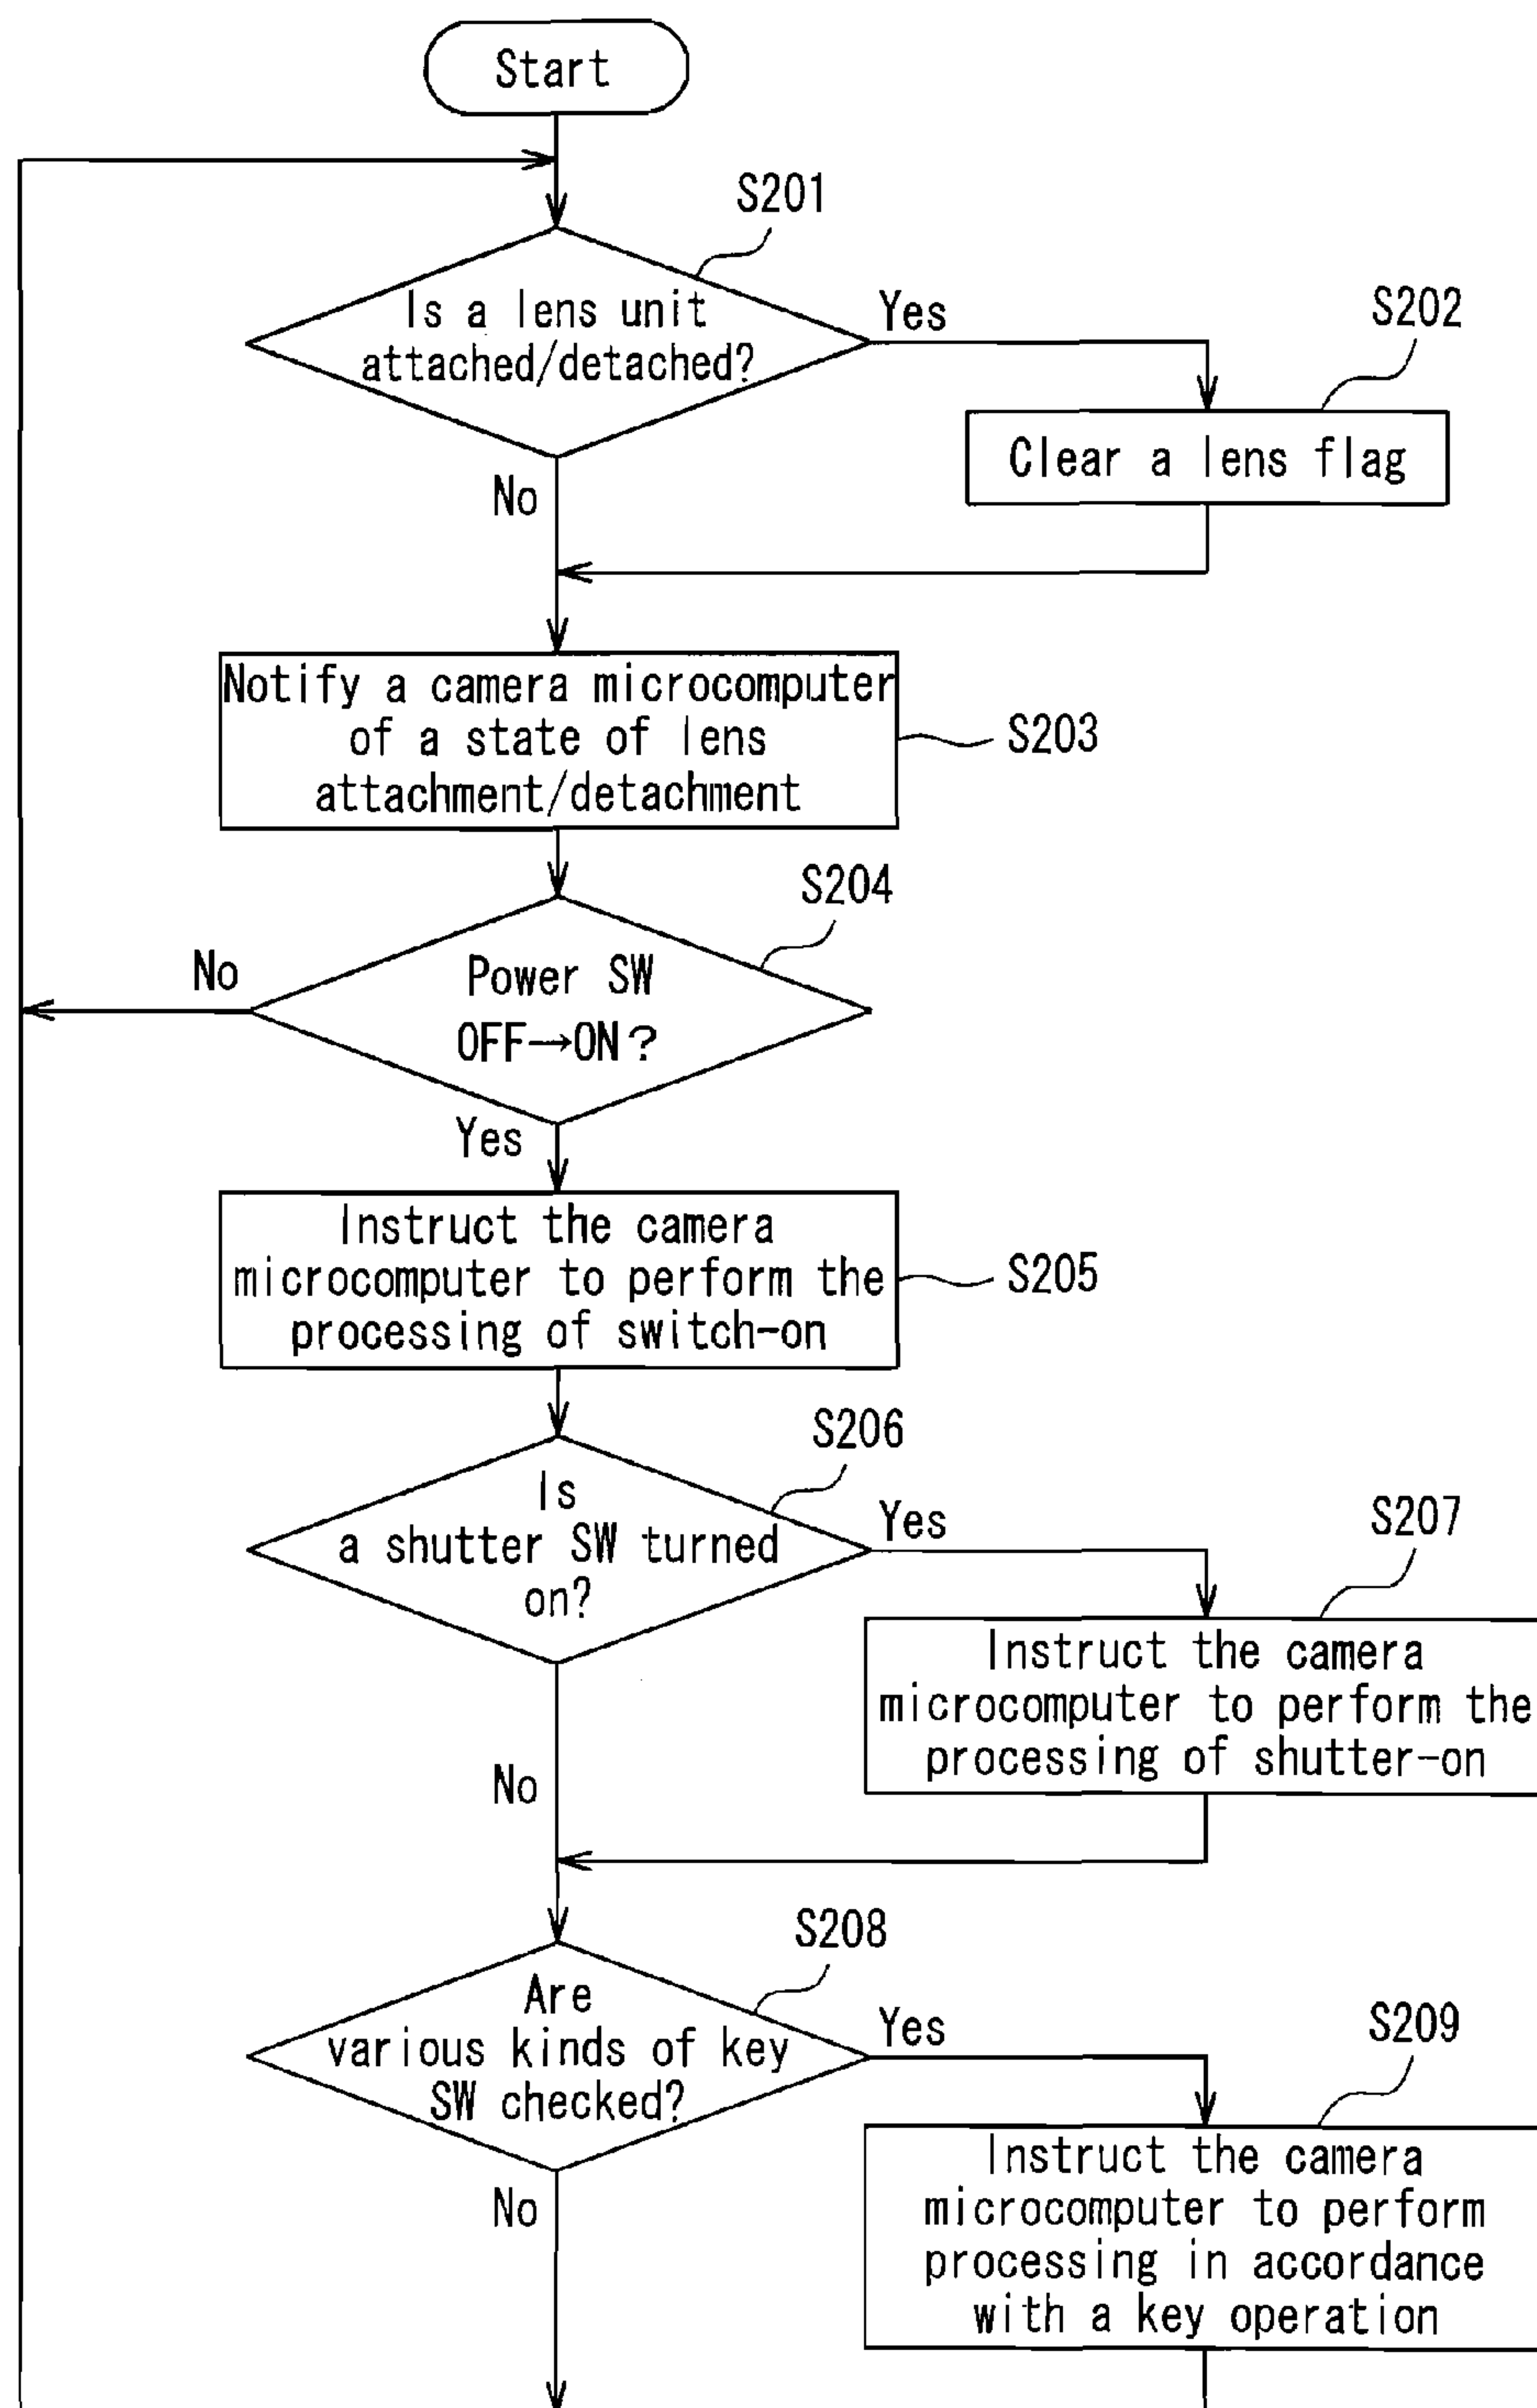 Start
S201
Is a lens unit
attached/detached?
Yes
S202
Clear a lens flag
No
Notify a camera microcomputer
of a state of lens
attachment/detachment
S203
S204
No
Power SW
OFF→ON?
Yes
Instruct the camera
microcomputer to perform the
processing of switch-on
S205
S206
Is
a shutter SW turned
on?
Yes
S207
Instruct the camera
microcomputer to perform the
processing of shutter-on
No
S208
Are
various kinds of key
SW checked?
Yes
S209
Instruct the camera
microcomputer to perform
processing in accordance
with a key operation
No